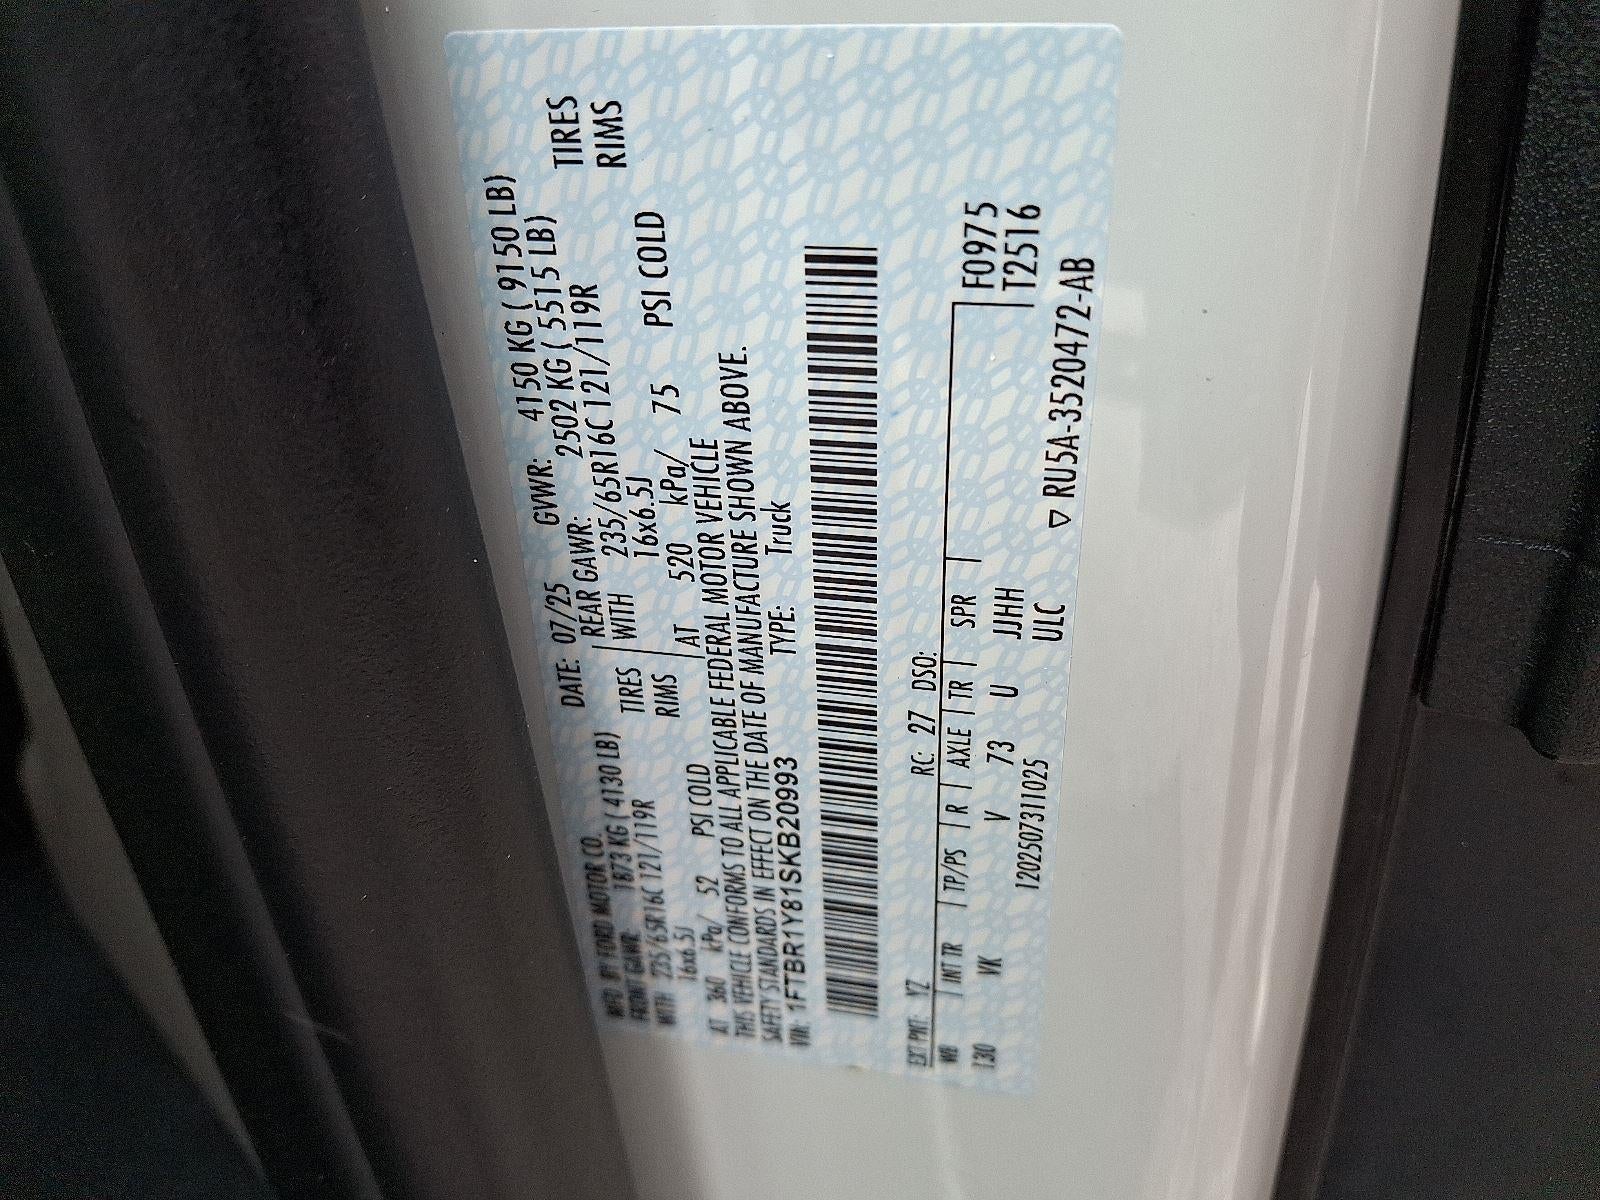 MFD BY FORD MOTOR CO. DATE: 07/25 GVWR: 4150 KG ( 9150 LB)
FRONT GAWR: 1873 KG ( 4130 LB) REAR GAWR: 2502 KG ( 5515 LB)
WITH 235/65R16C 121/119R TIRES WITH 235/65R16C 121/119R TIRES
16x6.5J RIMS 16x6.5J RIMS
AT 360 kPa/ 52 PSI COLD AT 520 kPa/ 75 PSI COLD
THIS VEHICLE CONFORMS TO ALL APPLICABLE FEDERAL MOTOR VEHICLE
SAFETY STANDARDS IN EFFECT ON THE DATE OF MANUFACTURE SHOWN ABOVE.
VIN: 1FTBR1Y81SKB20993 TYPE: Truck
EXT PNT: YZ RC: 27 DSO:
WB INT TR TP/PS R AXLE TR SPR F0975
130 VK V 73 U JJHH T2516
1202507311025 ULC
▽ RU5A-3520472-AB